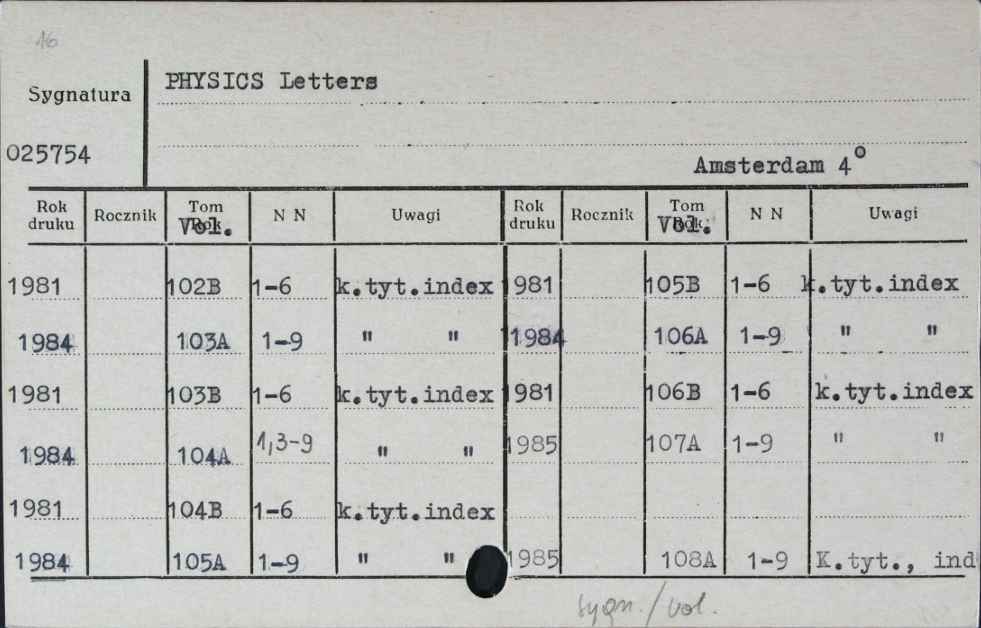 16
PHYSICS Letters
Sygnatura
025754
Amsterdam 4°
Rok druku Rocznik Tom Rok Vol. N N Uwagi Rok druku Rocznik Tom Rok Vol. N N Uwagi
1981 102B 1-6 k.tyt.index 1981 105B 1-6 k.tyt.index
1984 103A 1-9 " " 1984 106A 1-9 " "
1981 103B 1-6 k.tyt.index 1981 106B 1-6 k.tyt.index
1984 104A 1,3-9 " " 1985 107A 1-9 " "
1981 104B 1-6 k.tyt.index
1984 105A 1-9 " " 1985 108A 1-9 K.tyt., ind
sygn./vol.